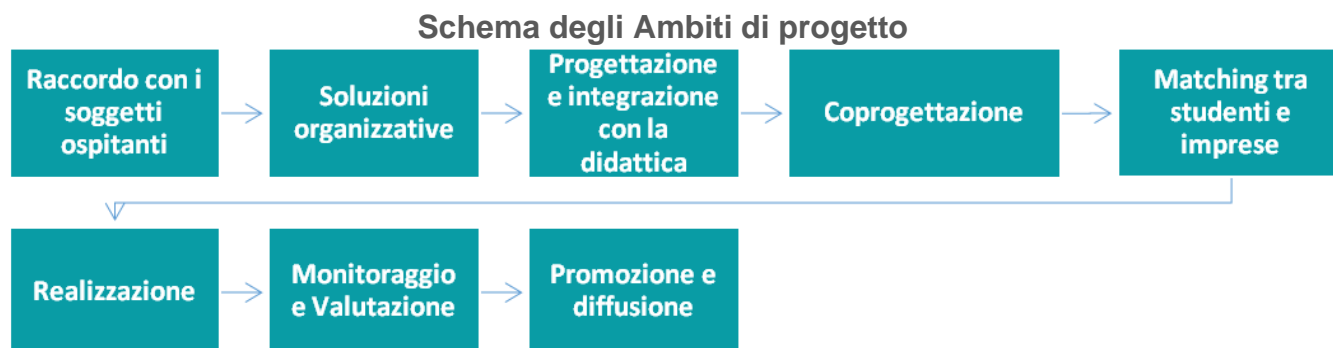 Schema degli Ambiti di progetto
Raccordo con i
soggetti
ospitanti
Soluzioni
organizzative
Progettazione
e integrazione
con la
didattica
Coprogettazione
Matching tra
studenti e
imprese
Realizzazione
Monitoraggio
e Valutazione
Promozione e
diffusione